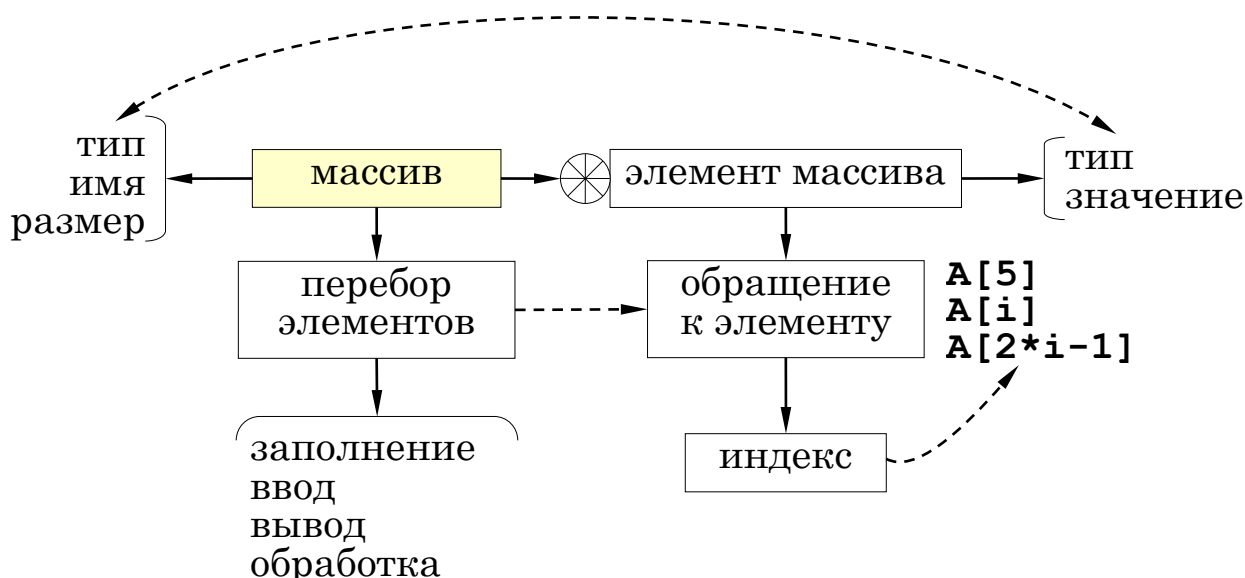 тип
имя
размер
массив
элемент массива
тип
значение
перебор
элементов
обращение
к элементу
A[5]
A[i]
A[2*i-1]
заполнение
ввод
вывод
обработка
индекс